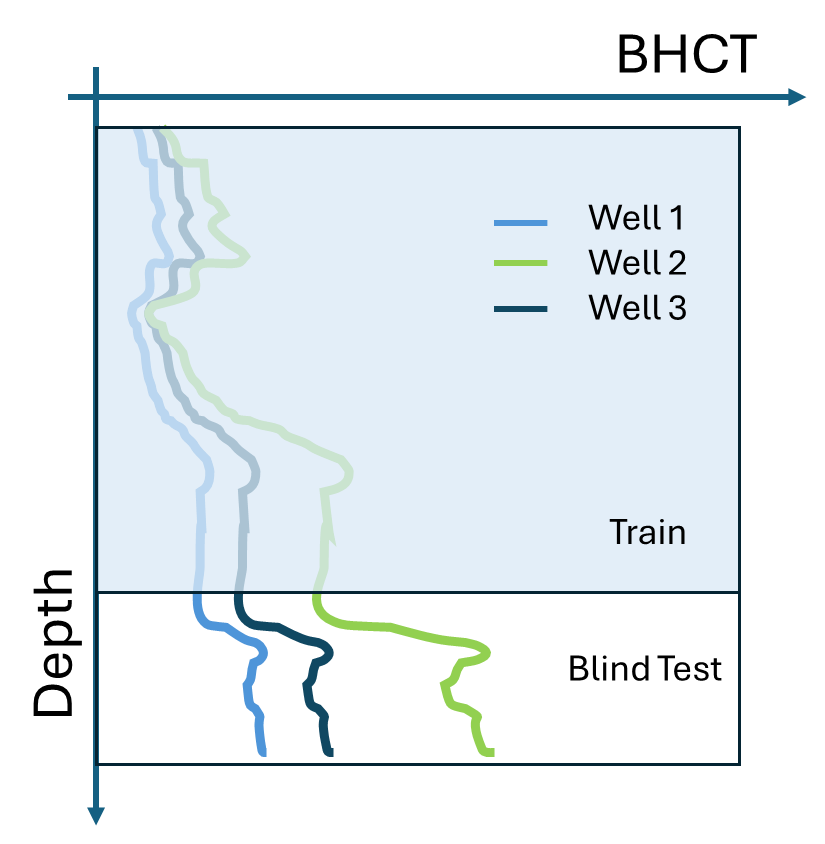 BHCT
Well 1
Well 2
Well 3
Train
Depth
Blind Test